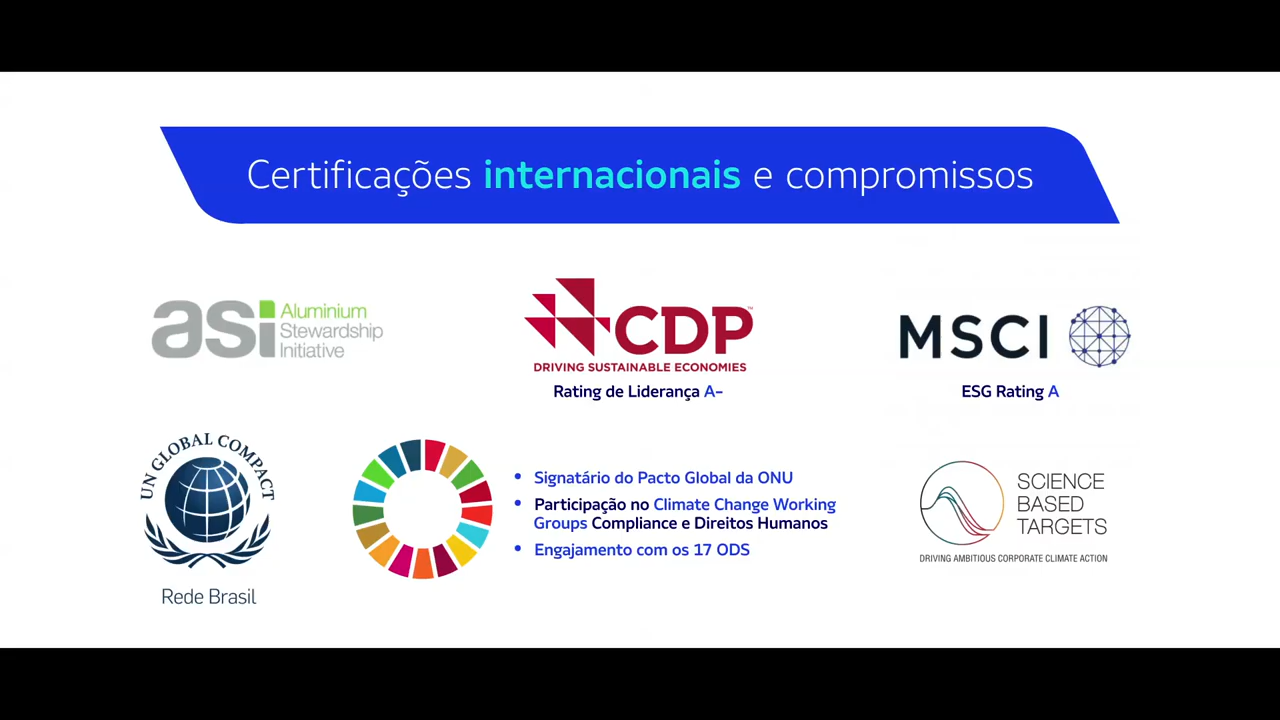 Certificações internacionais e compromissos
asi Aluminium
Stewardship
Initiative
CDP™
DRIVING SUSTAINABLE ECONOMIES
Rating de Liderança A-
MSCI
ESG Rating A
UN GLOBAL COMPACT
Rede Brasil
• Signatário do Pacto Global da ONU
• Participação no Climate Change Working
Groups Compliance e Direitos Humanos
• Engajamento com os 17 ODS
SCIENCE
BASED
TARGETS
DRIVING AMBITIOUS CORPORATE CLIMATE ACTION